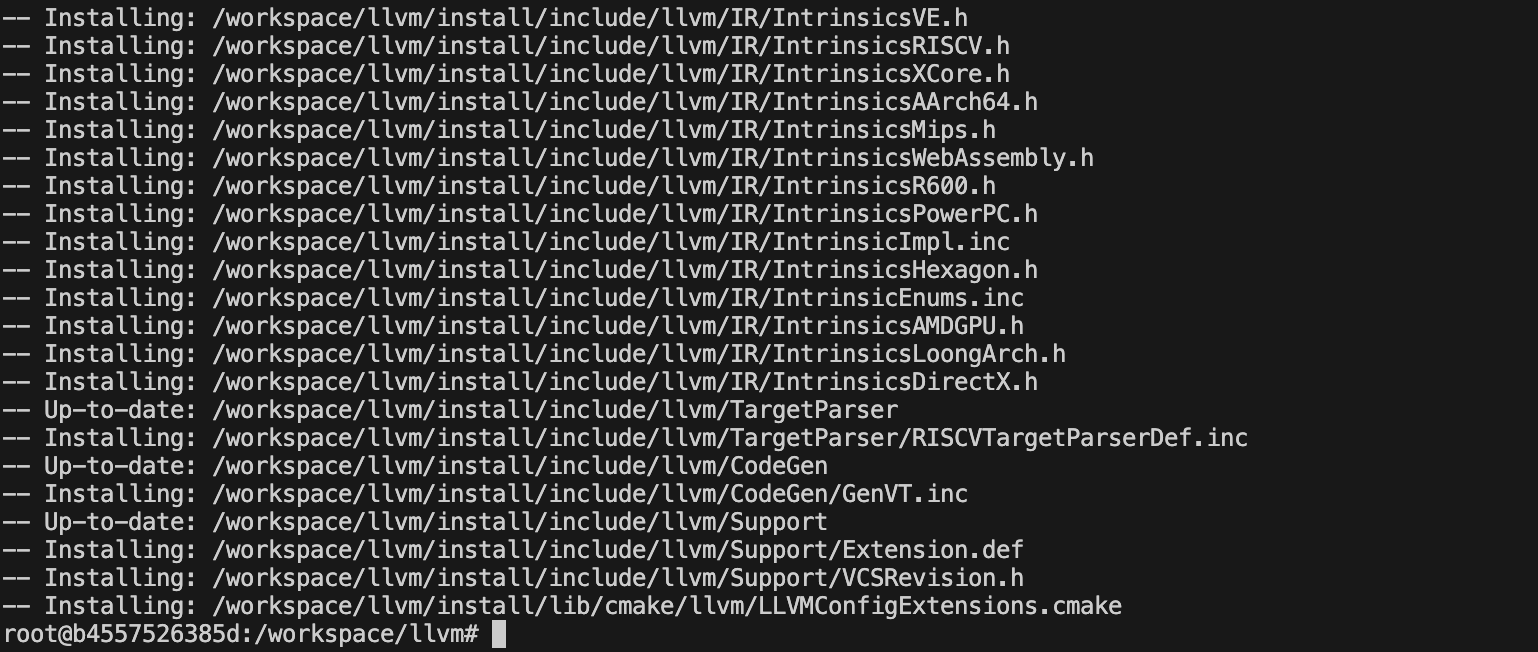 -- Installing: /workspace/llvm/install/include/llvm/IR/IntrinsicsVE.h
-- Installing: /workspace/llvm/install/include/llvm/IR/IntrinsicsRISCV.h
-- Installing: /workspace/llvm/install/include/llvm/IR/IntrinsicsXCore.h
-- Installing: /workspace/llvm/install/include/llvm/IR/IntrinsicsAArch64.h
-- Installing: /workspace/llvm/install/include/llvm/IR/IntrinsicsMips.h
-- Installing: /workspace/llvm/install/include/llvm/IR/IntrinsicsWebAssembly.h
-- Installing: /workspace/llvm/install/include/llvm/IR/IntrinsicsR600.h
-- Installing: /workspace/llvm/install/include/llvm/IR/IntrinsicsPowerPC.h
-- Installing: /workspace/llvm/install/include/llvm/IR/IntrinsicImpl.inc
-- Installing: /workspace/llvm/install/include/llvm/IR/IntrinsicsHexagon.h
-- Installing: /workspace/llvm/install/include/llvm/IR/IntrinsicEnums.inc
-- Installing: /workspace/llvm/install/include/llvm/IR/IntrinsicsAMDGPU.h
-- Installing: /workspace/llvm/install/include/llvm/IR/IntrinsicsLoongArch.h
-- Installing: /workspace/llvm/install/include/llvm/IR/IntrinsicsDirectX.h
-- Up-to-date: /workspace/llvm/install/include/llvm/TargetParser
-- Installing: /workspace/llvm/install/include/llvm/TargetParser/RISCVTargetParserDef.inc
-- Up-to-date: /workspace/llvm/install/include/llvm/CodeGen
-- Installing: /workspace/llvm/install/include/llvm/CodeGen/GenVT.inc
-- Up-to-date: /workspace/llvm/install/include/llvm/Support
-- Installing: /workspace/llvm/install/include/llvm/Support/Extension.def
-- Installing: /workspace/llvm/install/include/llvm/Support/VCSRevision.h
-- Installing: /workspace/llvm/install/lib/cmake/llvm/LLVMConfigExtensions.cmake
root@b4557526385d:/workspace/llvm#